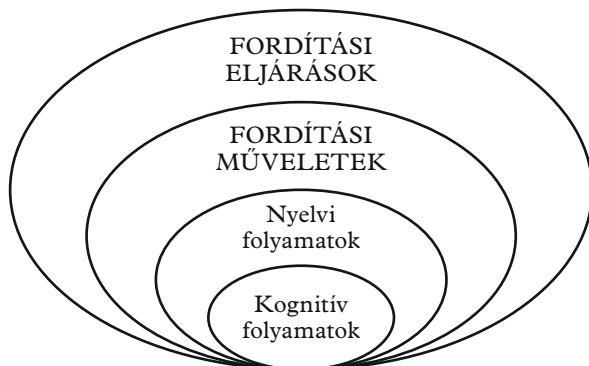 FORDÍTÁSI
ELJÁRÁSOK
FORDÍTÁSI
MŰVELETEK
Nyelvi
folyamatok
Kognitív
folyamatok